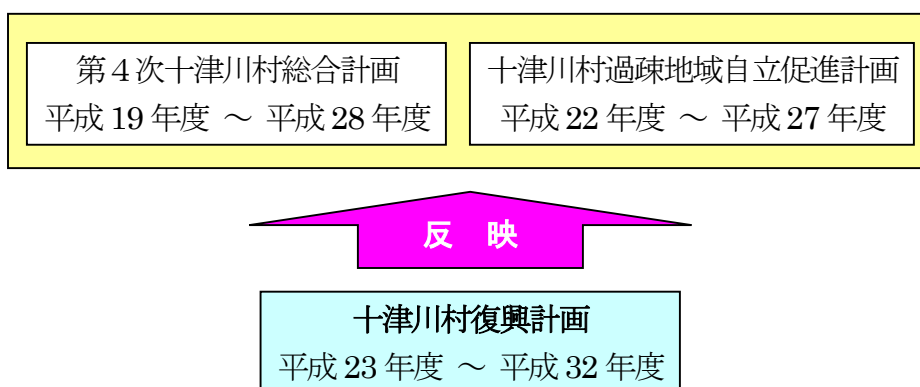 第４次十津川村総合計画
平成 19 年度 ～ 平成 28 年度
十津川村過疎地域自立促進計画
平成 22 年度 ～ 平成 27 年度
反 映
十津川村復興計画
平成 23 年度 ～ 平成 32 年度